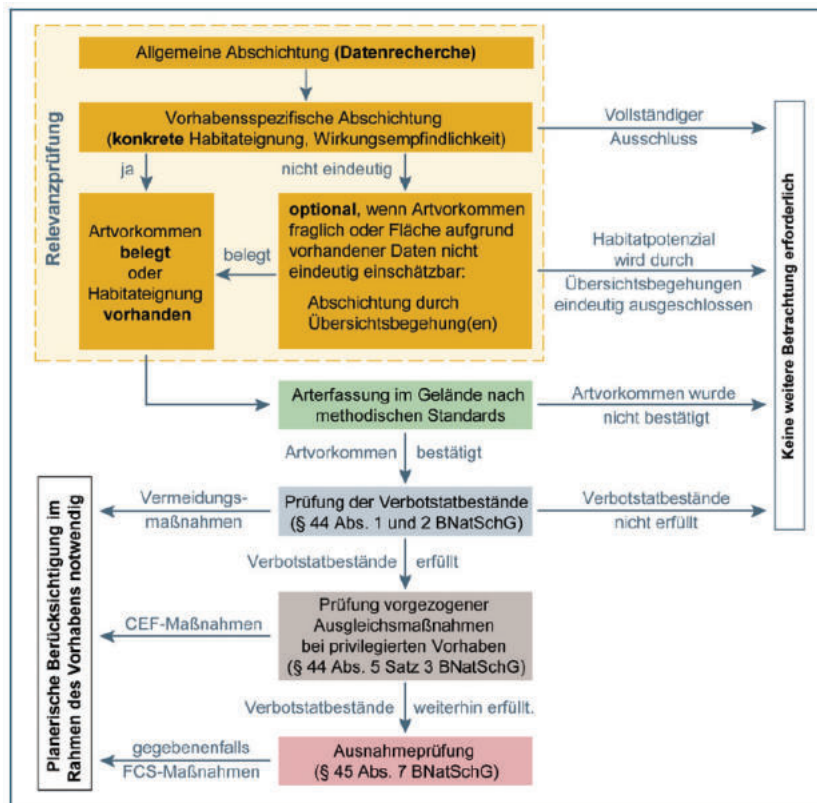 Relevanzprüfung
Allgemeine Abschichtung (Datenrecherche)
Vorhabensspezifische Abschichtung
(konkrete Habitateignung, Wirkungsempfindlichkeit)
Vollständiger
Ausschluss
ja
nicht eindeutig
Artvorkommen
belegt
oder
Habitateignung
vorhanden
belegt
optional, wenn Artvorkommen
fraglich oder Fläche aufgrund
vorhandener Daten nicht
eindeutig einschätzbar:
Abschichtung durch
Übersichtsbegehung(en)
Habitatpotenzial
wird durch
Übersichtsbegehungen
eindeutig ausgeschlossen
Keine weitere Betrachtung erforderlich
Arterfassung im Gelände nach
methodischen Standards
Artvorkommen wurde
nicht bestätigt
Artvorkommen bestätigt
Planerische Berücksichtigung im
Rahmen des Vorhabens notwendig
Vermeidungs-
maßnahmen
Prüfung der Verbotstatbestände
(§ 44 Abs. 1 und 2 BNatSchG)
Verbotstatbestände
nicht erfüllt
Verbotstatbestände erfüllt
CEF-Maßnahmen
Prüfung vorgezogener
Ausgleichsmaßnahmen
bei privilegierten Vorhaben
(§ 44 Abs. 5 Satz 3 BNatSchG)
Verbotstatbestände weiterhin erfüllt.
gegebenenfalls
FCS-Maßnahmen
Ausnahmeprüfung
(§ 45 Abs. 7 BNatSchG)